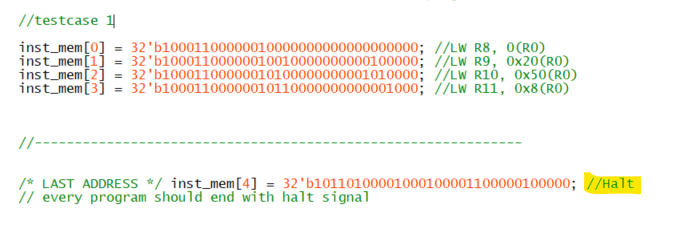 //testcase 1
inst_mem[0] = 32'b10001100000010000000000000000000; //LW R8, 0(R0)
inst_mem[1] = 32'b10001100000010010000000000100000; //LW R9, 0x20(R0)
inst_mem[2] = 32'b10001100000010100000000001010000; //LW R10, 0x50(R0)
inst_mem[3] = 32'b10001100000010110000000000001000; //LW R11, 0x8(R0)
//-------------------------------------------------------------
/* LAST ADDRESS */ inst_mem[4] = 32'b10110100001000100001100000100000; //Halt
// every program should end with halt signal